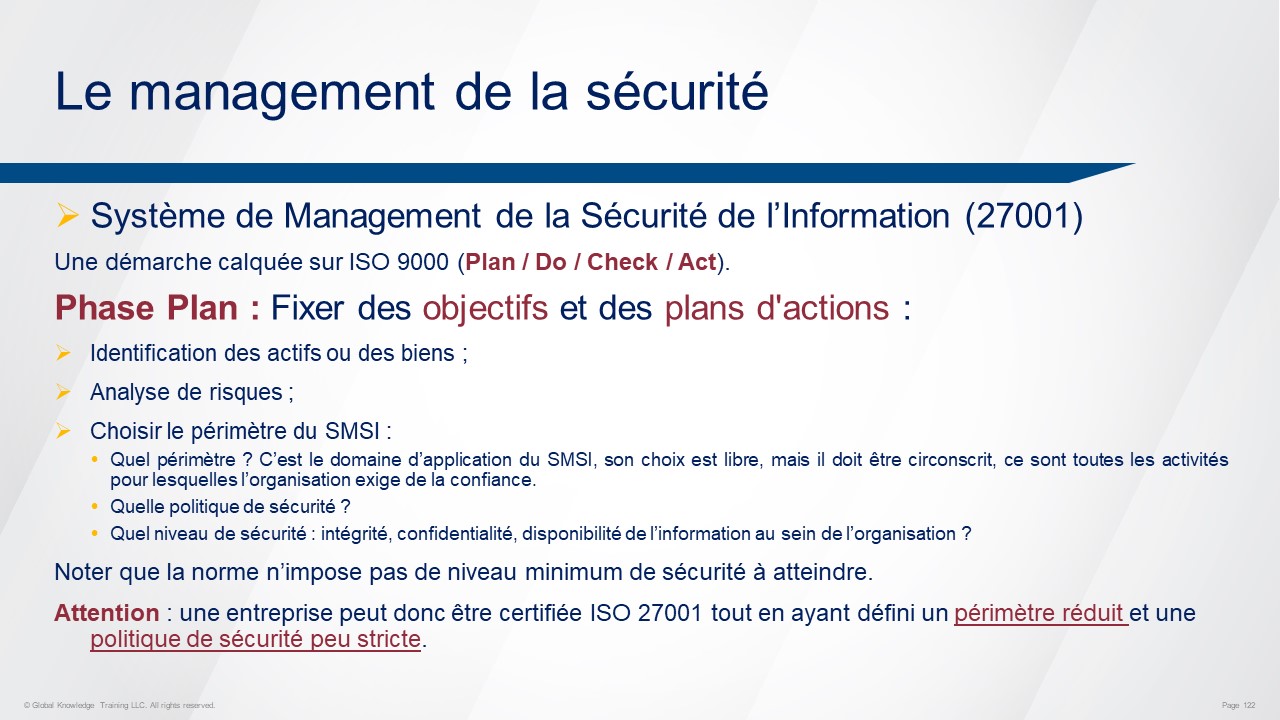 Le management de la sécurité
Système de Management de la Sécurité de l’Information (27001)
Une démarche calquée sur ISO 9000 (Plan / Do / Check / Act).
Phase Plan : Fixer des objectifs et des plans d'actions :
Identification des actifs ou des biens ;
Analyse de risques ;
Choisir le périmètre du SMSI :
Quel périmètre ? C’est le domaine d’application du SMSI, son choix est libre, mais il doit être circonscrit, ce sont toutes les activités
pour lesquelles l’organisation exige de la confiance.
Quelle politique de sécurité ?
Quel niveau de sécurité : intégrité, confidentialité, disponibilité de l’information au sein de l’organisation ?
Noter que la norme n’impose pas de niveau minimum de sécurité à atteindre.
Attention : une entreprise peut donc être certifiée ISO 27001 tout en ayant défini un périmètre réduit et une
politique de sécurité peu stricte.
© Global Knowledge Training LLC. All rights reserved.
Page 122